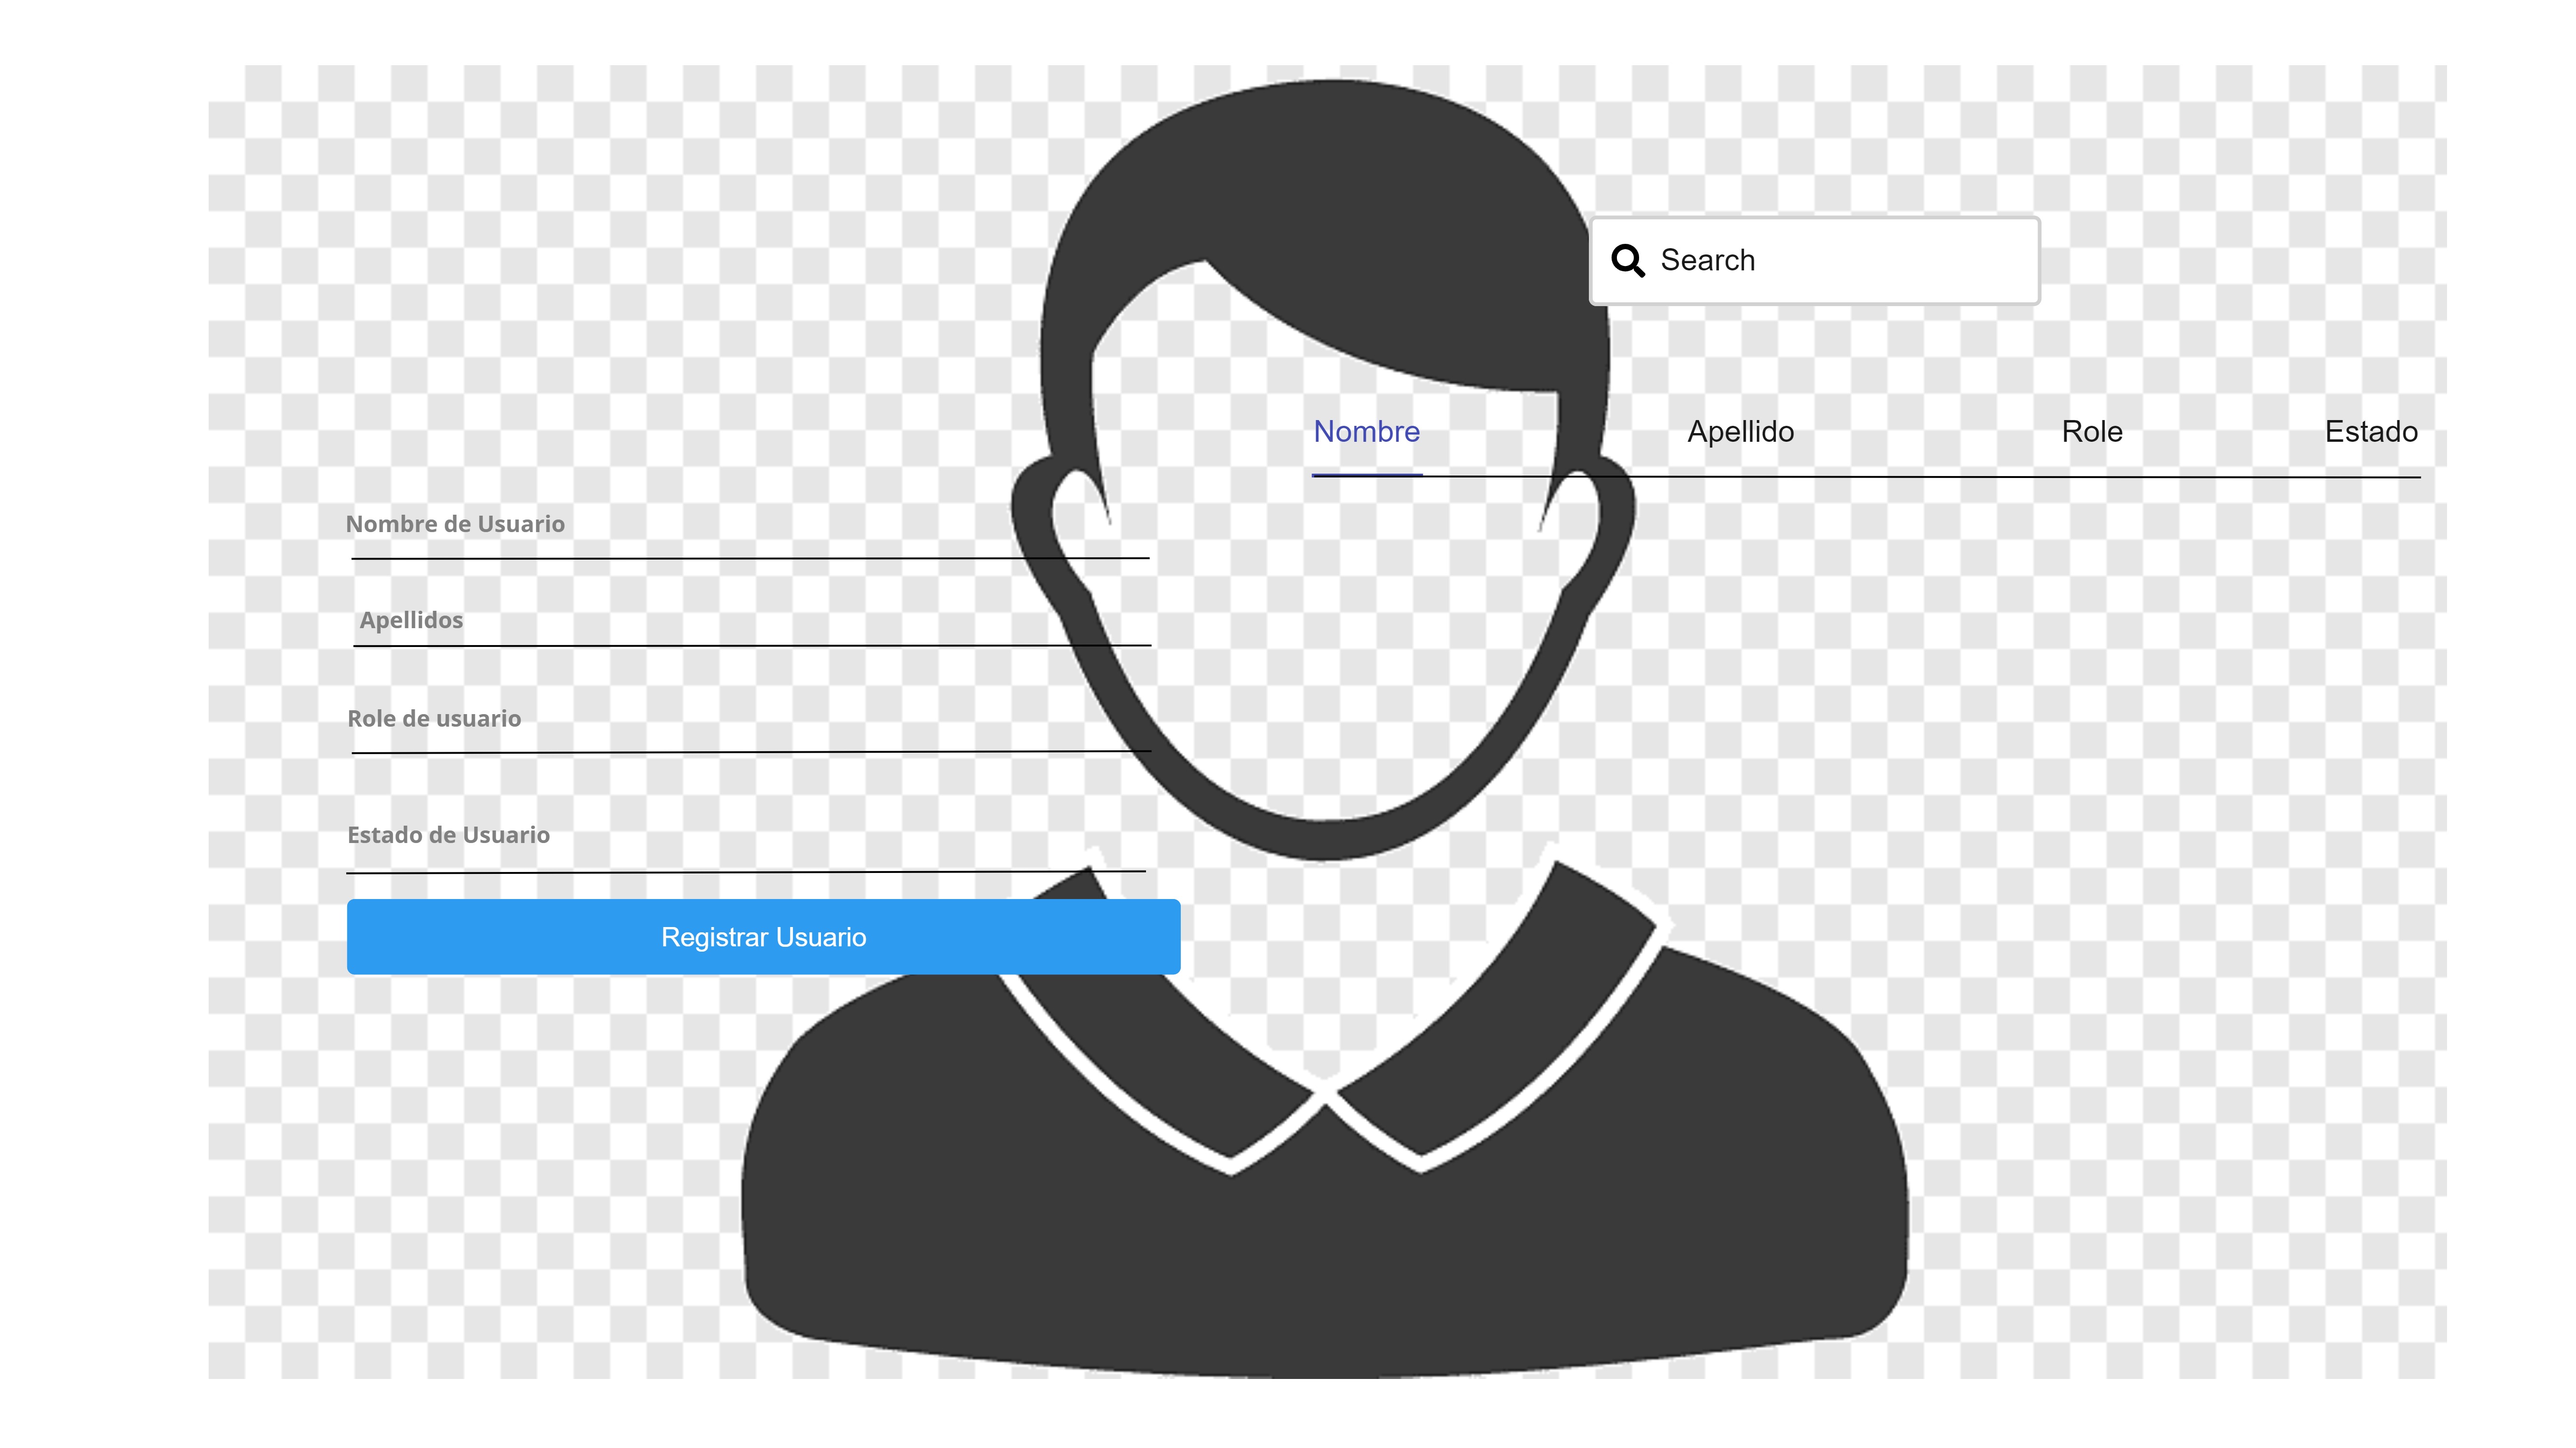 Search
Nombre Apellido Role Estado
Nombre de Usuario
Apellidos
Role de usuario
Estado de Usuario
Registrar Usuario